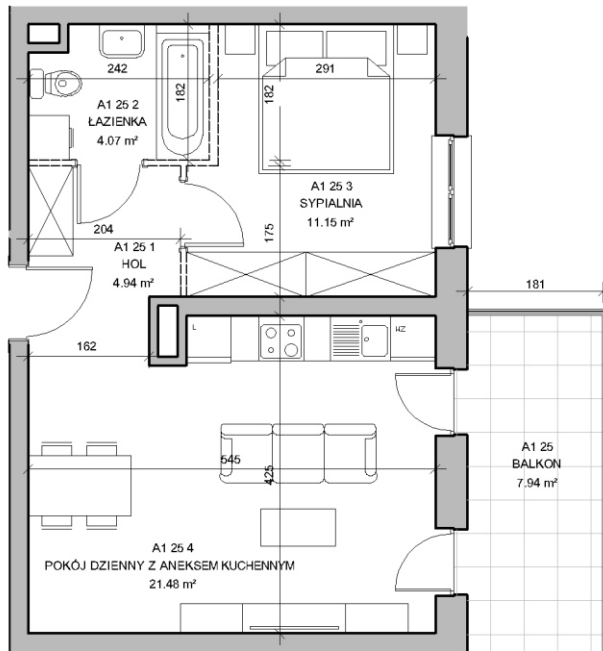 242
291
182
182
A1 25 2
ŁAZIENKA
4.07 m²
A1 25 3
SYPIALNIA
11.15 m²
204
175
A1 25 1
HOL
4.94 m²
181
162
L
WZ
545
425
A1 25
BALKON
7.94 m²
A1 25 4
POKÓJ DZIENNY Z ANEKSEM KUCHENNYM
21.48 m²